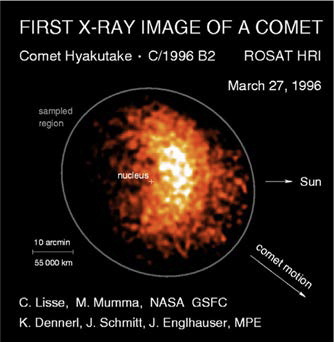 FIRST X-RAY IMAGE OF A COMET
Comet Hyakutake · C/1996 B2 ROSAT HRI
March 27, 1996
sampled
region
nucleus
Sun
10 arcmin
55 000 km
comet motion
C. Lisse, M. Mumma, NASA GSFC
K. Dennerl, J. Schmitt, J. Englhauser, MPE